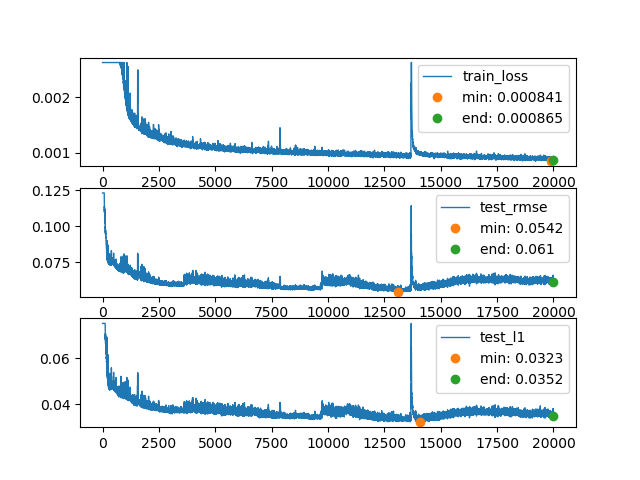 train_loss
min: 0.000841
end: 0.000865
0.002
0.001
0 2500 5000 7500 10000 12500 15000 17500 20000
test_rmse
min: 0.0542
end: 0.061
0.125
0.100
0.075
0 2500 5000 7500 10000 12500 15000 17500 20000
test_l1
min: 0.0323
end: 0.0352
0.06
0.04
0 2500 5000 7500 10000 12500 15000 17500 20000